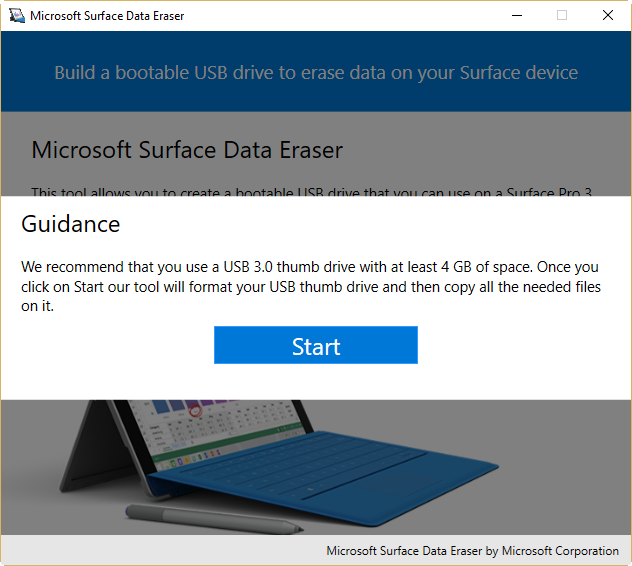 Microsoft Surface Data Eraser
Build a bootable USB drive to erase data on your Surface device
Microsoft Surface Data Eraser
This tool allows you to create a bootable USB drive that you can use on a Surface Pro 3
Guidance
We recommend that you use a USB 3.0 thumb drive with at least 4 GB of space. Once you
click on Start our tool will format your USB thumb drive and then copy all the needed files
on it.
Start
Microsoft Surface Data Eraser by Microsoft Corporation